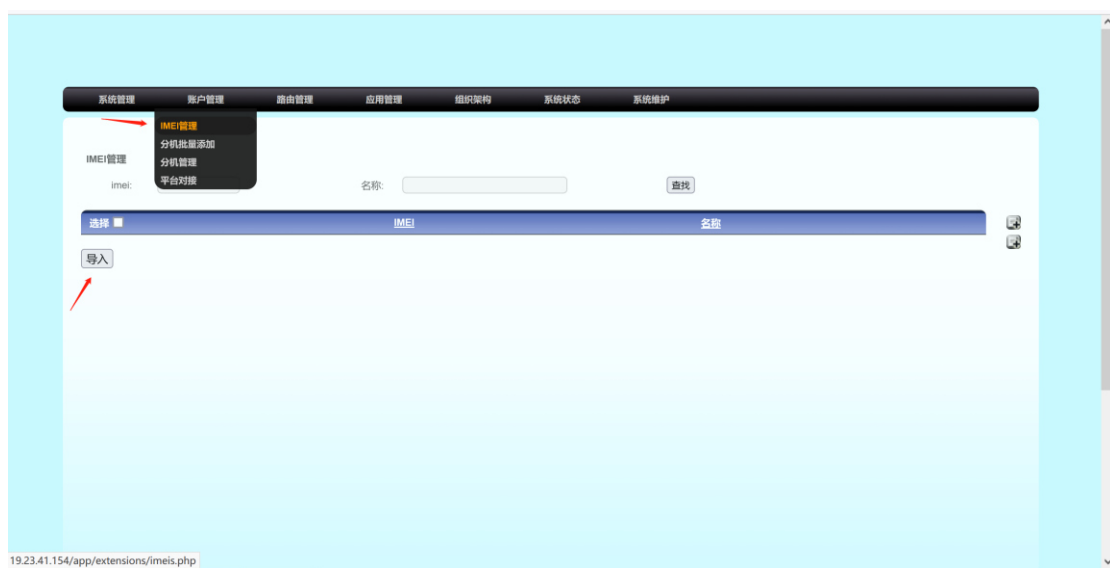 系统管理 账户管理 路由管理 应用管理 组织架构 系统状态 系统维护
IMEI管理
分机批量添加
分机管理
平台对接
IMEI管理
imei: 名称: 查找
选择 IMEI 名称
导入
19.23.41.154/app/extensions/imeis.php